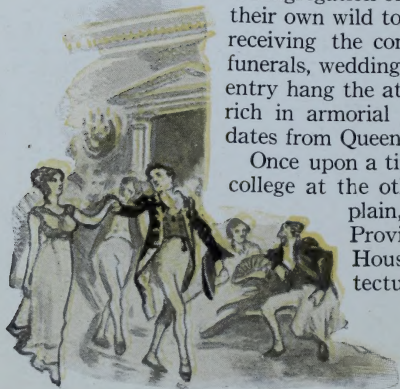 their own wild to
receiving the con
funerals, wedding
entry hang the at
rich in armorial
dates from Queen
Once upon a ti
college at the ot
plain,
Provi
Hous
tectu